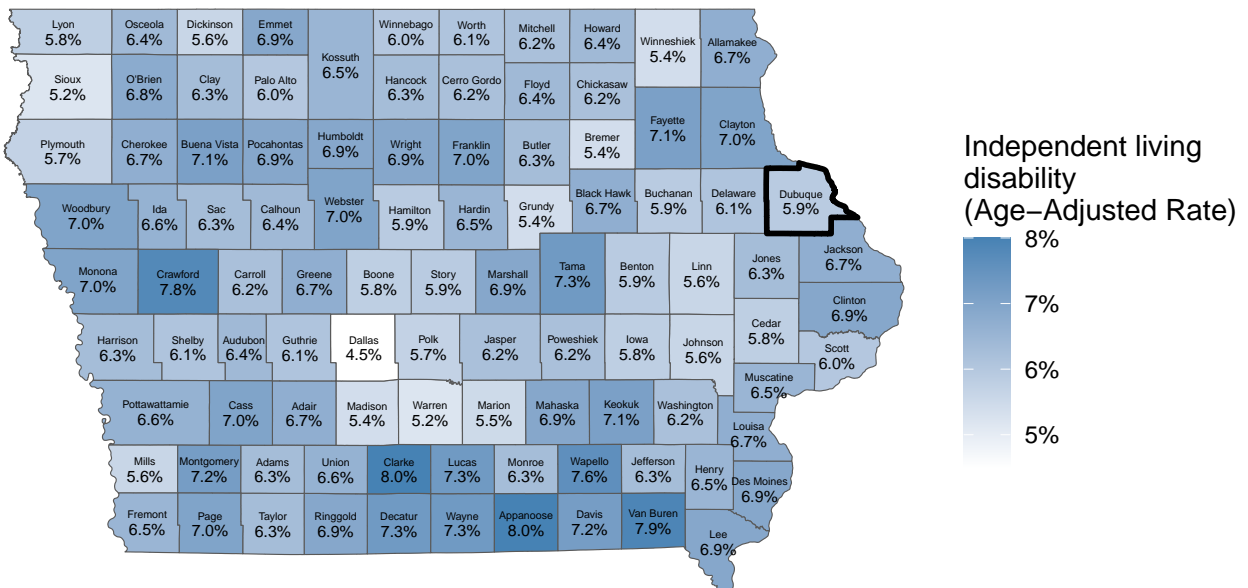 Lyon
5.8%
Osceola
6.4%
Dickinson
5.6%
Emmet
6.9%
Kossuth
6.5%
Winnebago
6.0%
Worth
6.1%
Mitchell
6.2%
Howard
6.4%
Winneshiek
5.4%
Allamakee
6.7%
Sioux
5.2%
O'Brien
6.8%
Clay
6.3%
Palo Alto
6.0%
Hancock
6.3%
Cerro Gordo
6.2%
Floyd
6.4%
Chickasaw
6.2%
Fayette
7.1%
Clayton
7.0%
Plymouth
5.7%
Cherokee
6.7%
Buena Vista
7.1%
Pocahontas
6.9%
Humboldt
6.9%
Wright
6.9%
Franklin
7.0%
Butler
6.3%
Bremer
5.4%
Woodbury
7.0%
Ida
6.6%
Sac
6.3%
Calhoun
6.4%
Webster
7.0%
Hamilton
5.9%
Hardin
6.5%
Grundy
5.4%
Black Hawk
6.7%
Buchanan
5.9%
Delaware
6.1%
Dubuque
5.9%
Monona
7.0%
Crawford
7.8%
Carroll
6.2%
Greene
6.7%
Boone
5.8%
Story
5.9%
Marshall
6.9%
Tama
7.3%
Benton
5.9%
Linn
5.6%
Jones
6.3%
Jackson
6.7%
Clinton
6.9%
Harrison
6.3%
Shelby
6.1%
Audubon
6.4%
Guthrie
6.1%
Dallas
4.5%
Polk
5.7%
Jasper
6.2%
Poweshiek
6.2%
Iowa
5.8%
Johnson
5.6%
Cedar
5.8%
Scott
6.0%
Muscatine
6.5%
Pottawattamie
6.6%
Cass
7.0%
Adair
6.7%
Madison
5.4%
Warren
5.2%
Marion
5.5%
Mahaska
6.9%
Keokuk
7.1%
Washington
6.2%
Louisa
6.7%
Mills
5.6%
Montgomery
7.2%
Adams
6.3%
Union
6.6%
Clarke
8.0%
Lucas
7.3%
Monroe
6.3%
Wapello
7.6%
Jefferson
6.3%
Henry
6.5%
Des Moines
6.9%
Fremont
6.5%
Page
7.0%
Taylor
6.3%
Ringgold
6.9%
Decatur
7.3%
Wayne
7.3%
Appanoose
8.0%
Davis
7.2%
Van Buren
7.9%
Lee
6.9%
Independent living
disability
(Age−Adjusted Rate)
8%
7%
6%
5%